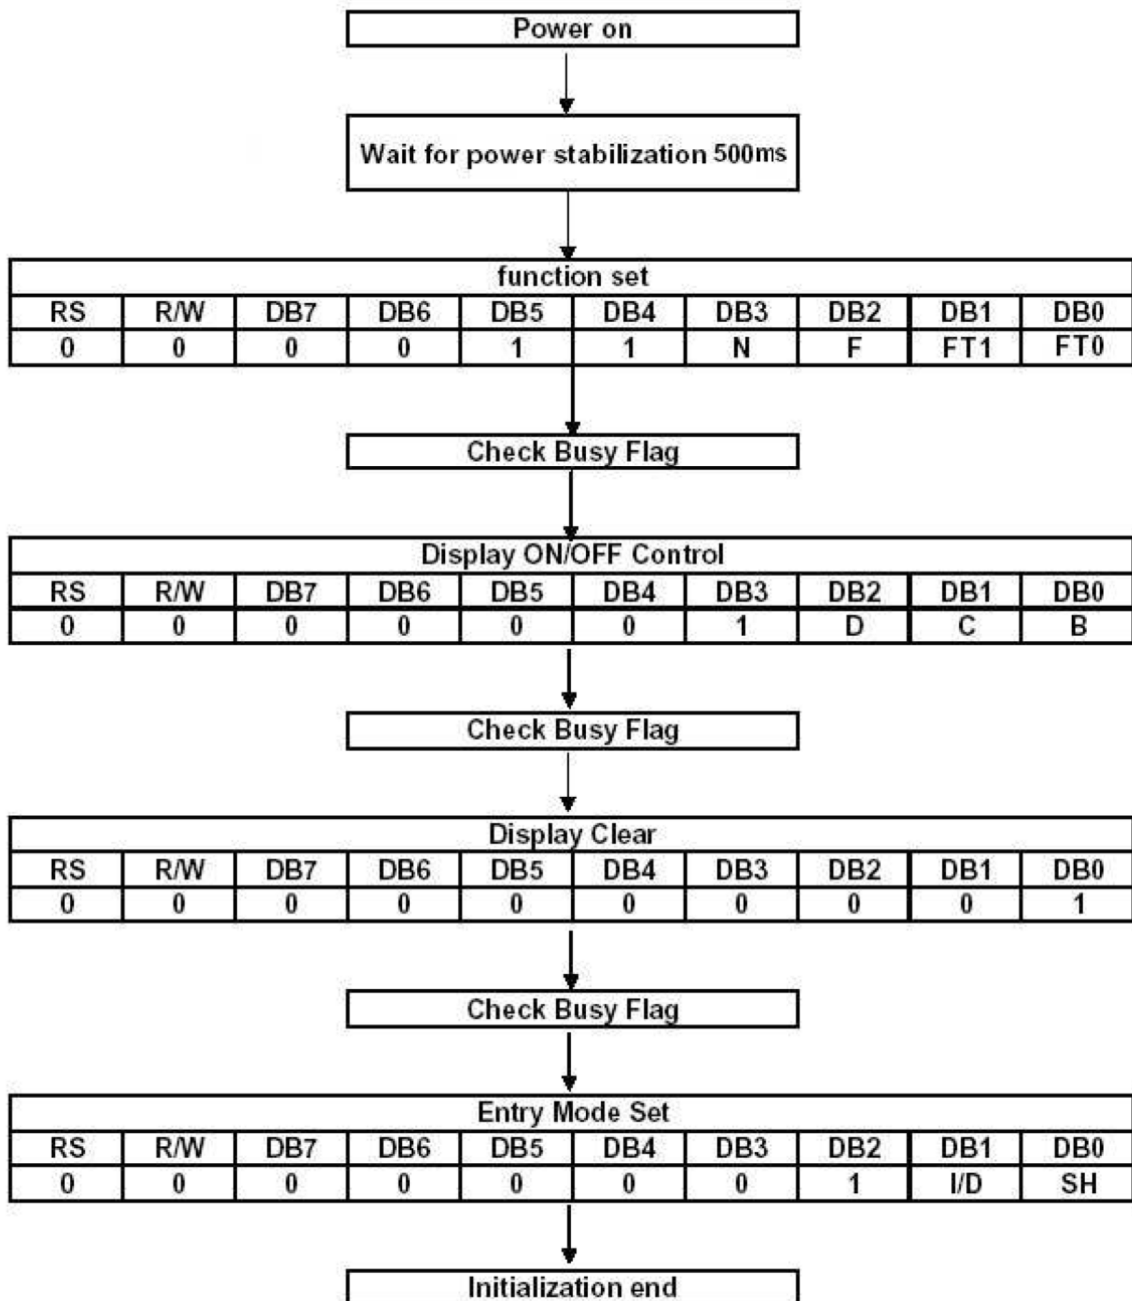 Power on
Wait for power stabilization 500ms
function set
RS R/W DB7 DB6 DB5 DB4 DB3 DB2 DB1 DB0
0 0 0 0 1 1 N F FT1 FT0
Check Busy Flag
Display ON/OFF Control
RS R/W DB7 DB6 DB5 DB4 DB3 DB2 DB1 DB0
0 0 0 0 0 0 1 D C B
Check Busy Flag
Display Clear
RS R/W DB7 DB6 DB5 DB4 DB3 DB2 DB1 DB0
0 0 0 0 0 0 0 0 0 1
Check Busy Flag
Entry Mode Set
RS R/W DB7 DB6 DB5 DB4 DB3 DB2 DB1 DB0
0 0 0 0 0 0 0 1 I/D SH
Initialization end